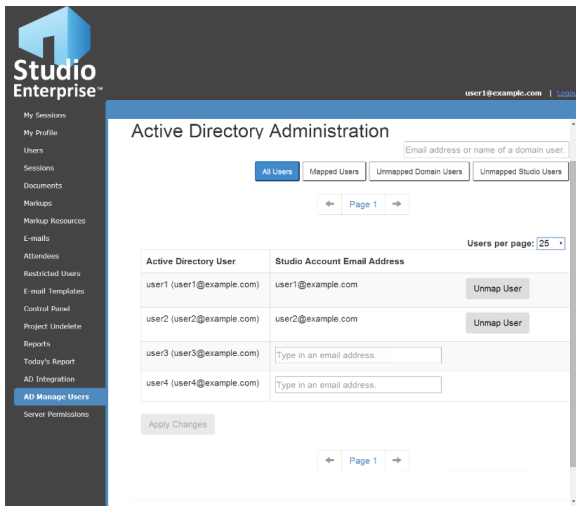 Studio
Enterprise™
user1@example.com | Logout
My Sessions
My Profile
Users
Sessions
Documents
Markups
Markup Resources
E-mails
Attendees
Restricted Users
E-mail Templates
Control Panel
Project Undelete
Reports
Today's Report
AD Integration
AD Manage Users
Server Permissions
Active Directory Administration
Email address or name of a domain user.
All Users Mapped Users Unmapped Domain Users Unmapped Studio Users
← Page 1 →
Users per page: 25
Active Directory User Studio Account Email Address
user1 (user1@example.com) user1@example.com Unmap User
user2 (user2@example.com) user2@example.com Unmap User
user3 (user3@example.com) Type in an email address.
user4 (user4@example.com) Type in an email address.
Apply Changes
← Page 1 →